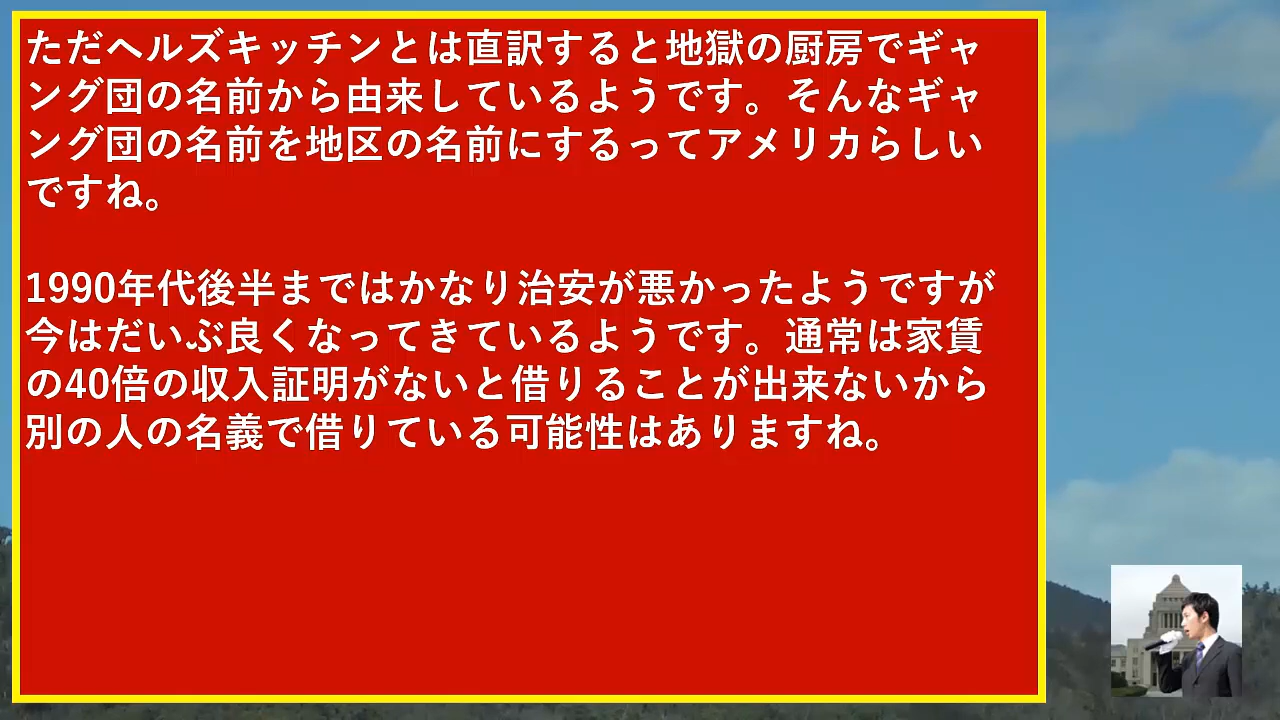 ただヘルズキッチンとは直訳すると地獄の厨房でギャ
ング団の名前から由来しているようです。そんなギャ
ング団の名前を地区の名前にするってアメリカらしい
ですね。
1990年代後半まではかなり治安が悪かったようですが
今はだいぶ良くなってきているようです。通常は家賃
の40倍の収入証明がないと借りることが出来ないから
別の人の名義で借りている可能性はありますね。